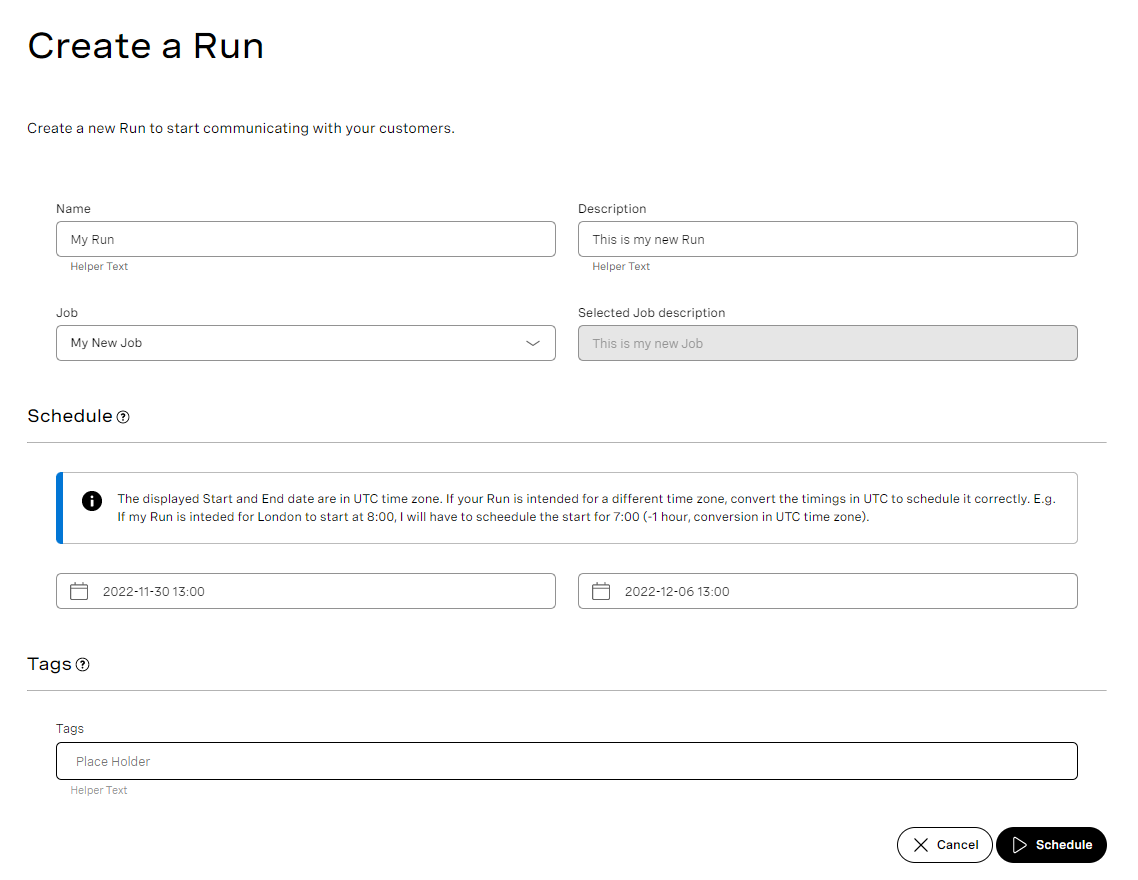 Create a Run
Create a new Run to start communicating with your customers.
Name
My Run
Helper Text
Description
This is my new Run
Helper Text
Job
My New Job
Selected Job description
This is my new Job
Schedule
The displayed Start and End date are in UTC time zone. If your Run is intended for a different time zone, convert the timings in UTC to schedule it correctly. E.g.
If my Run is inteded for London to start at 8:00, I will have to scheedule the start for 7:00 (-1 hour, conversion in UTC time zone).
2022-11-30 13:00
2022-12-06 13:00
Tags
Tags
Place Holder
Helper Text
Cancel
Schedule